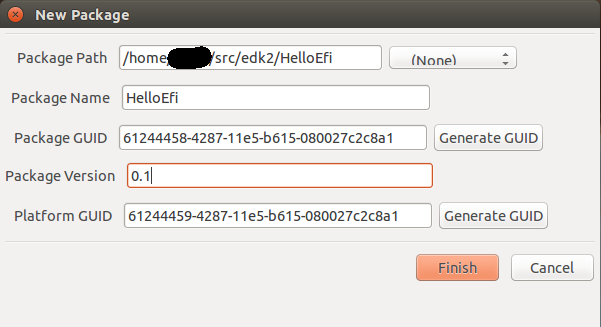 New Package
Package Path /home/ /src/edk2/HelloEfi (None)
Package Name HelloEfi
Package GUID 61244458-4287-11e5-b615-080027c2c8a1 Generate GUID
Package Version 0.1
Platform GUID 61244459-4287-11e5-b615-080027c2c8a1 Generate GUID
Finish Cancel